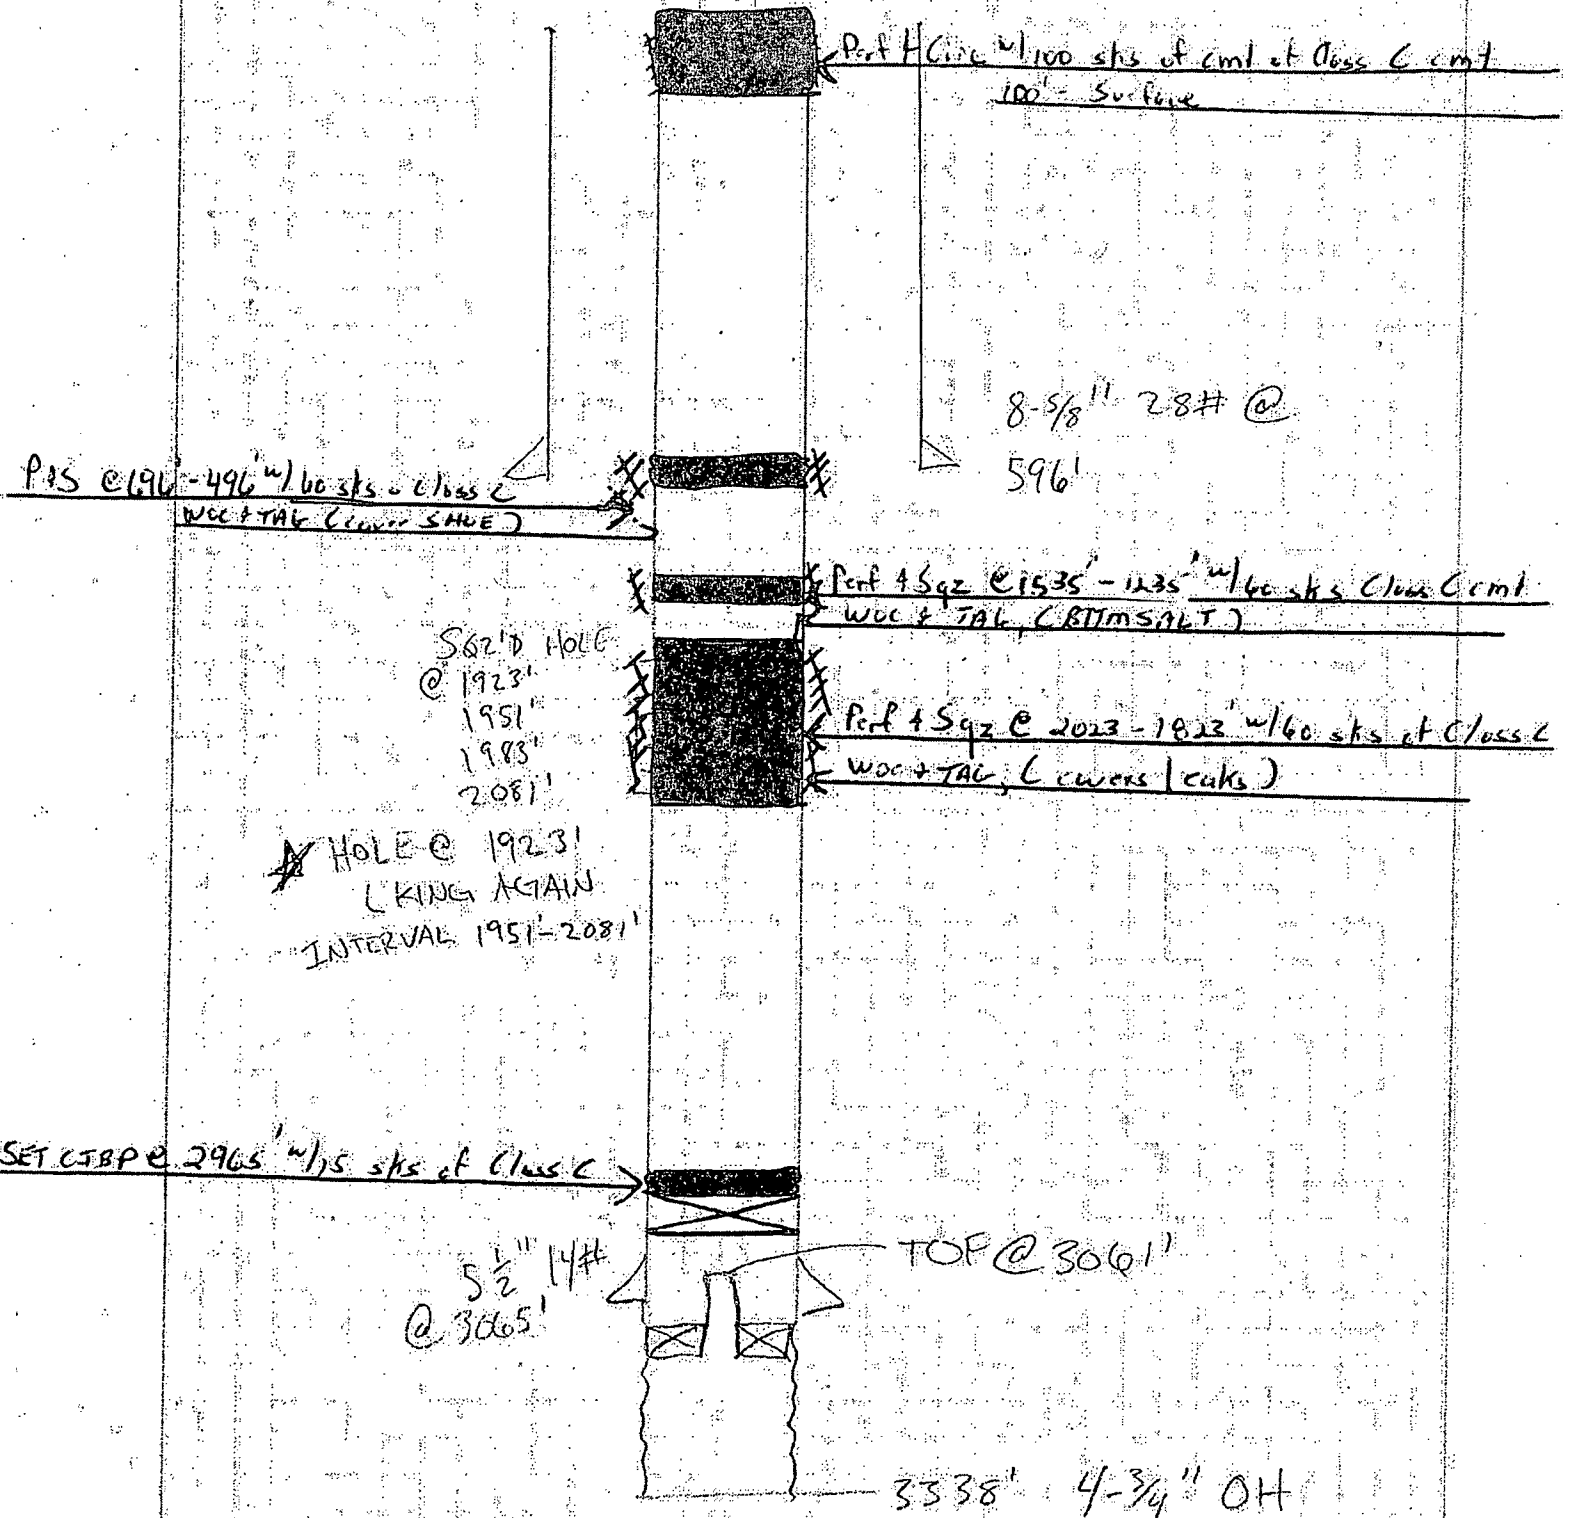 Perf & Circ w/100 sks of cmt of Class C cmt
100' - Surface
8-5/8" 28# @
596'
P&S @ 696' - 496' w/ 60 sks Class C
WOC & TAG (cover SHOE)
Perf & Sqz @ 1535' - 1235' w/60 sks Class C cmt
WOC & TAG, (BTTM SALT)
SQZ'D HOLE
@ 1923'
1951'
1983'
2081'
Perf & Sqz @ 2023 - 1823' w/60 sks of Class C
WOC & TAG, (covers leaks)
HOLE @ 1923'
LKING AGAIN
INTERVAL 1951'-2081'
SET CIBP @ 2965' w/ sks of Class C
5 1/2" 14#
@ 3065'
TOF @ 3061'
3338' 4-3/4" OH